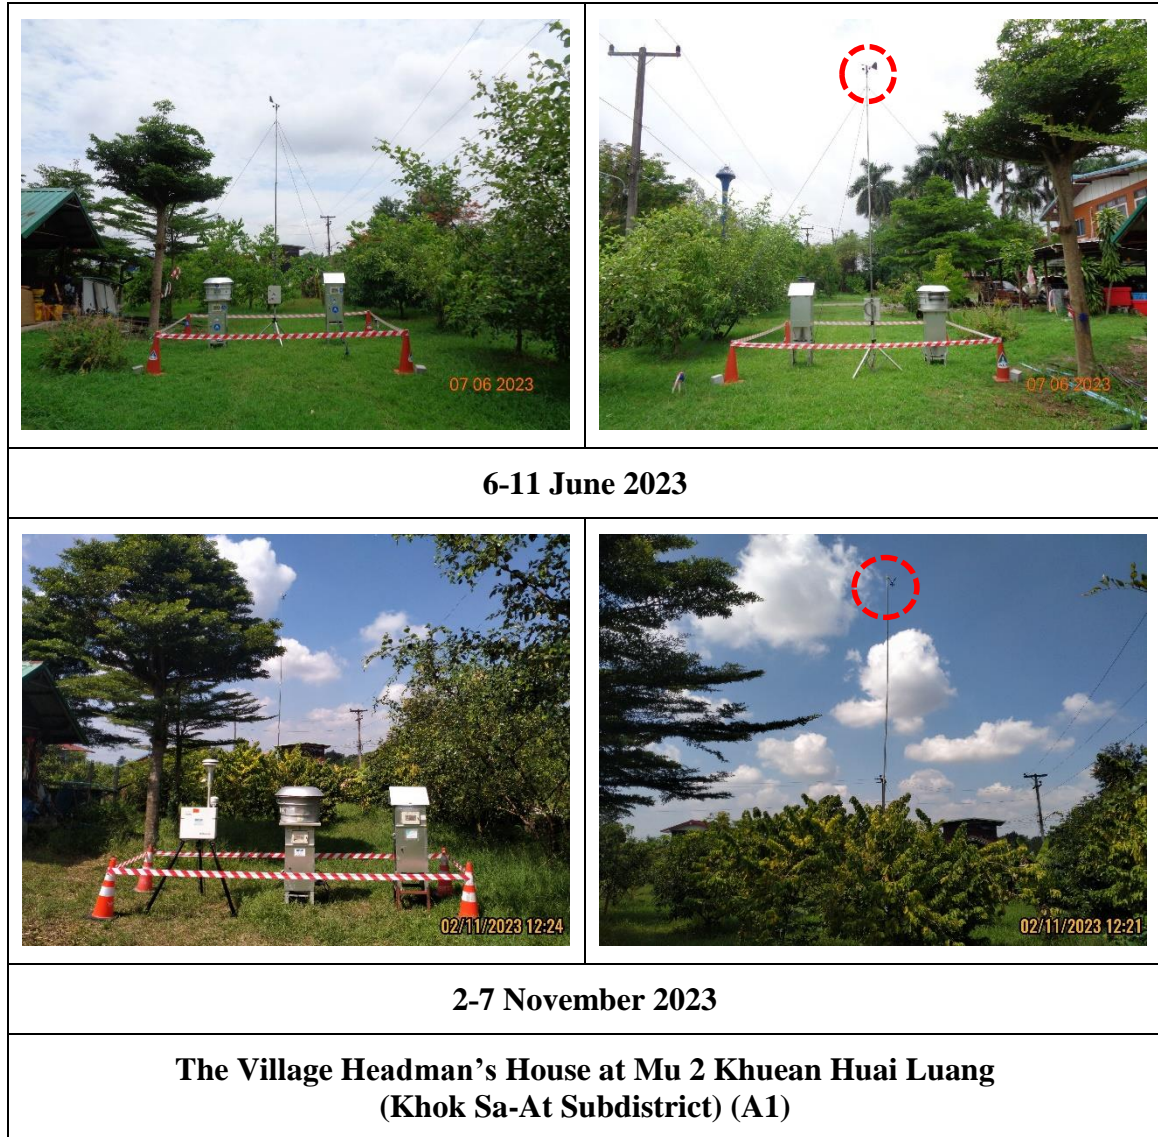 07 06 2023
07 06 2023
6-11 June 2023
02/11/2023 12:24
02/11/2023 12:21
2-7 November 2023
The Village Headman’s House at Mu 2 Khuean Huai Luang
(Khok Sa-At Subdistrict) (A1)